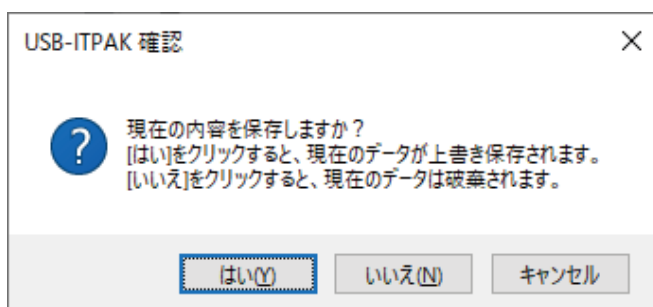 USB-ITPAK 確認
現在の内容を保存しますか？
[はい]をクリックすると、現在のデータが上書き保存されます。
[いいえ]をクリックすると、現在のデータは破棄されます。
はい(Y) いいえ(N) キャンセル